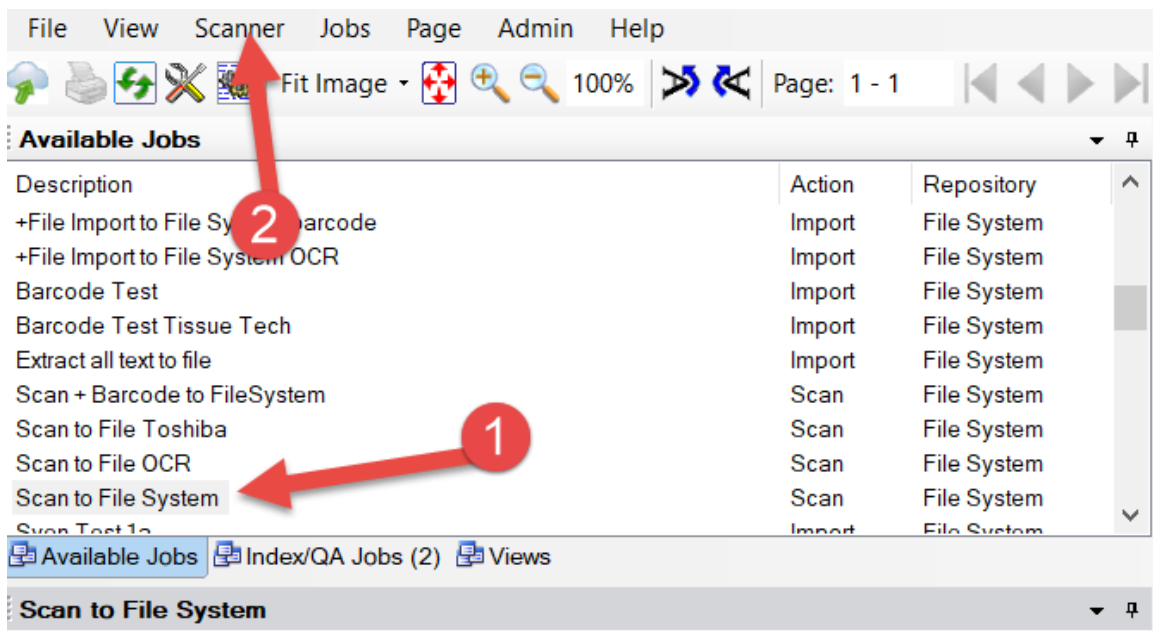 File View Scanner Jobs Page Admin Help
Fit Image 100% Page: 1 - 1
Available Jobs
Description Action Repository
+File Import to File Sy 2 barcode Import File System
+File Import to File System OCR Import File System
Barcode Test Import File System
Barcode Test Tissue Tech Import File System
Extract all text to file Import File System
Scan + Barcode to FileSystem Scan File System
Scan to File Toshiba Scan File System
1
Scan to File OCR Scan File System
Scan to File System Scan File System
Test 1a Import File System
Available Jobs Index/QA Jobs (2) Views
Scan to File System